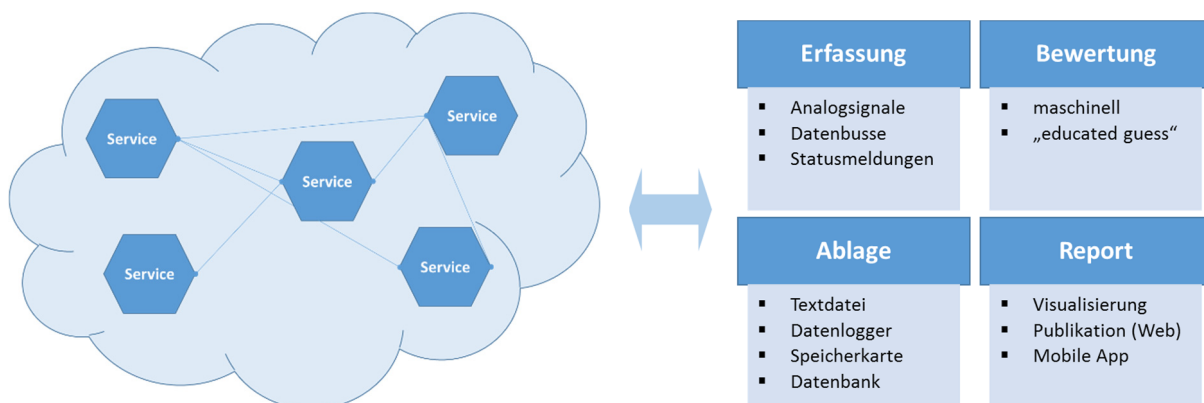 Service
Service
Service
Service
Service
Erfassung
▪ Analogsignale
▪ Datenbusse
▪ Statusmeldungen
Bewertung
▪ maschinell
▪ „educated guess“
Ablage
▪ Textdatei
▪ Datenlogger
▪ Speicherkarte
▪ Datenbank
Report
▪ Visualisierung
▪ Publikation (Web)
▪ Mobile App